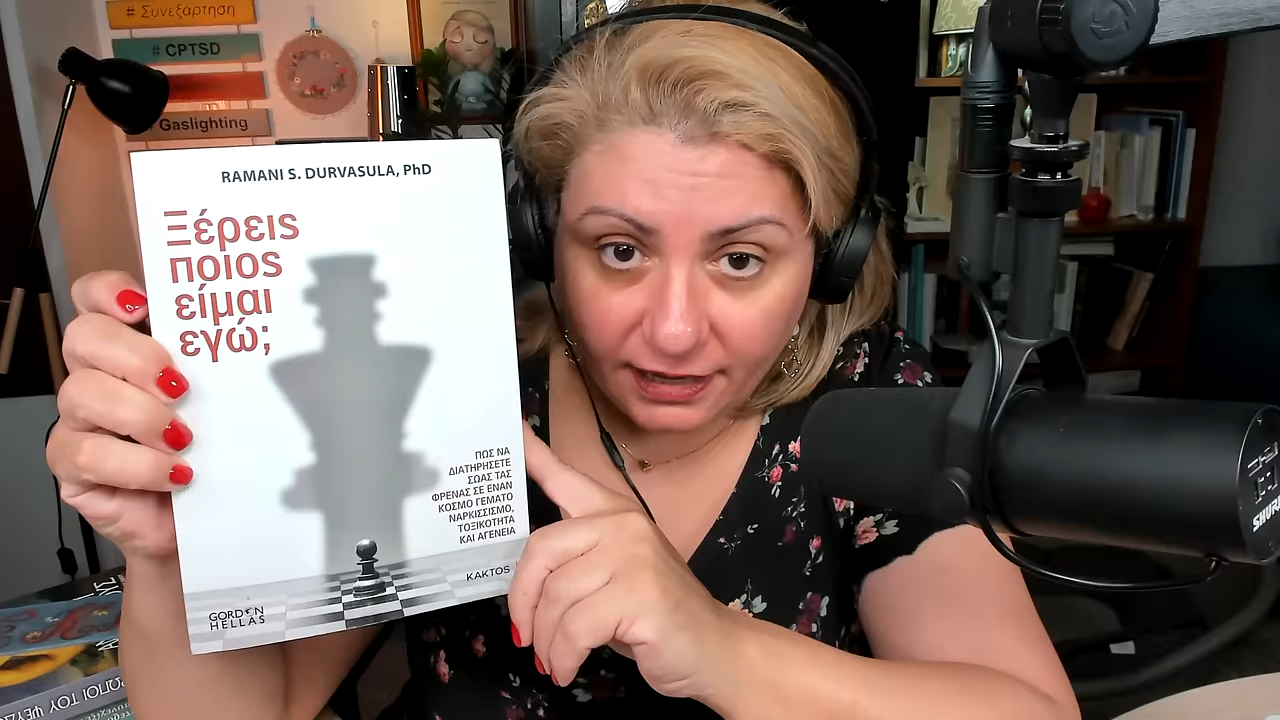 # Συνεξάρτηση
# CPTSD
# Gaslighting
RAMANI S. DURVASULA, PhD
Ξέρεις
ποιος
είμαι
εγώ;
ΠΩΣ ΝΑ
ΔΙΑΤΗΡΗΣΕΤΕ
ΣΩΑΣ ΤΑΣ
ΦΡΕΝΑΣ ΣΕ ΕΝΑΝ
ΚΟΣΜΟ ΓΕΜΑΤΟ
ΝΑΡΚΙΣΣΙΣΜΟ,
ΤΟΞΙΚΟΤΗΤΑ
ΚΑΙ ΑΓΕΝΕΙΑ
ΚΑΚΤΟΣ
GORDON
HELLAS
SHURE